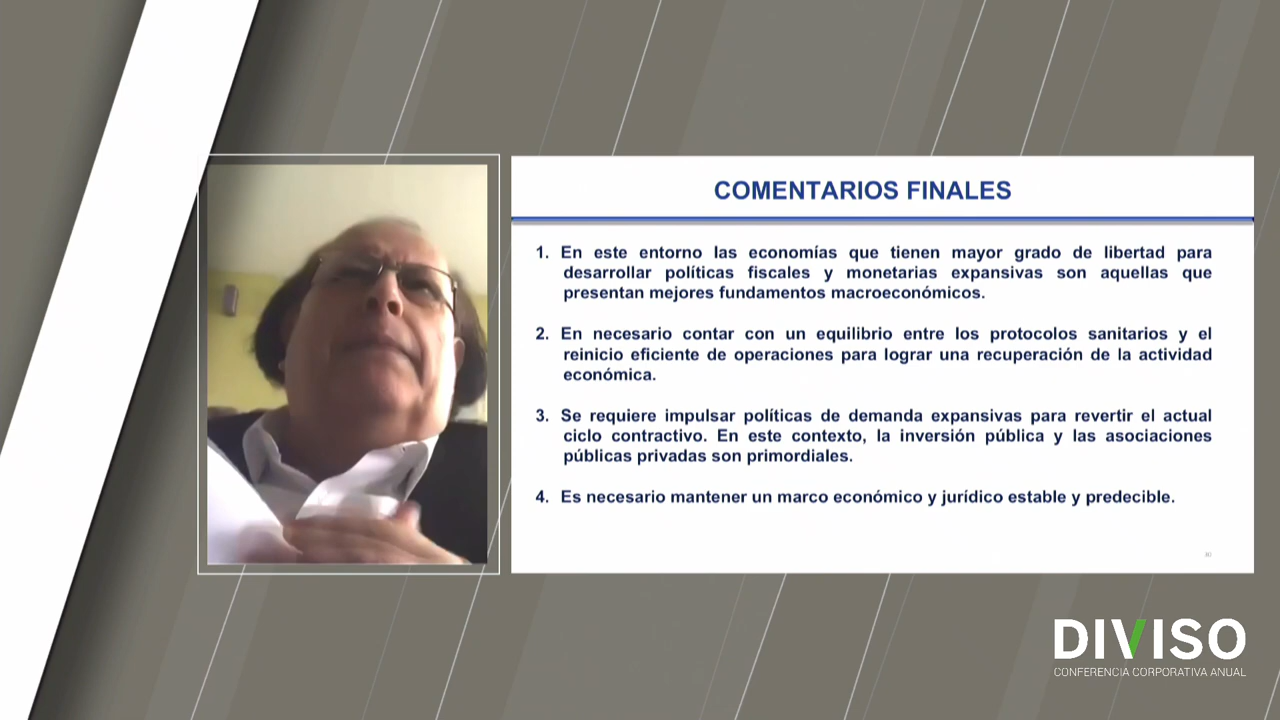 COMENTARIOS FINALES
1. En este entorno las economías que tienen mayor grado de libertad para
desarrollar políticas fiscales y monetarias expansivas son aquellas que
presentan mejores fundamentos macroeconómicos.
2. En necesario contar con un equilibrio entre los protocolos sanitarios y el
reinicio eficiente de operaciones para lograr una recuperación de la actividad
económica.
3. Se requiere impulsar políticas de demanda expansivas para revertir el actual
ciclo contractivo. En este contexto, la inversión pública y las asociaciones
públicas privadas son primordiales.
4. Es necesario mantener un marco económico y jurídico estable y predecible.
DIVISO
CONFERENCIA CORPORATIVA ANUAL